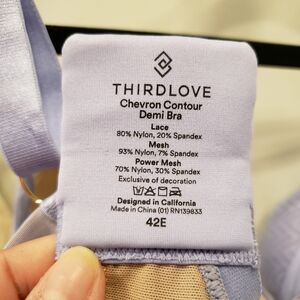 THIRDLOVE
Chevron Contour
Demi Bra
Lace
80% Nylon, 20% Spandex
Mesh
93% Nylon, 7% Spandex
Power Mesh
70% Nylon, 30% Spandex
Exclusive of decoration
Designed in California
Made in China (01) RN139833
42E